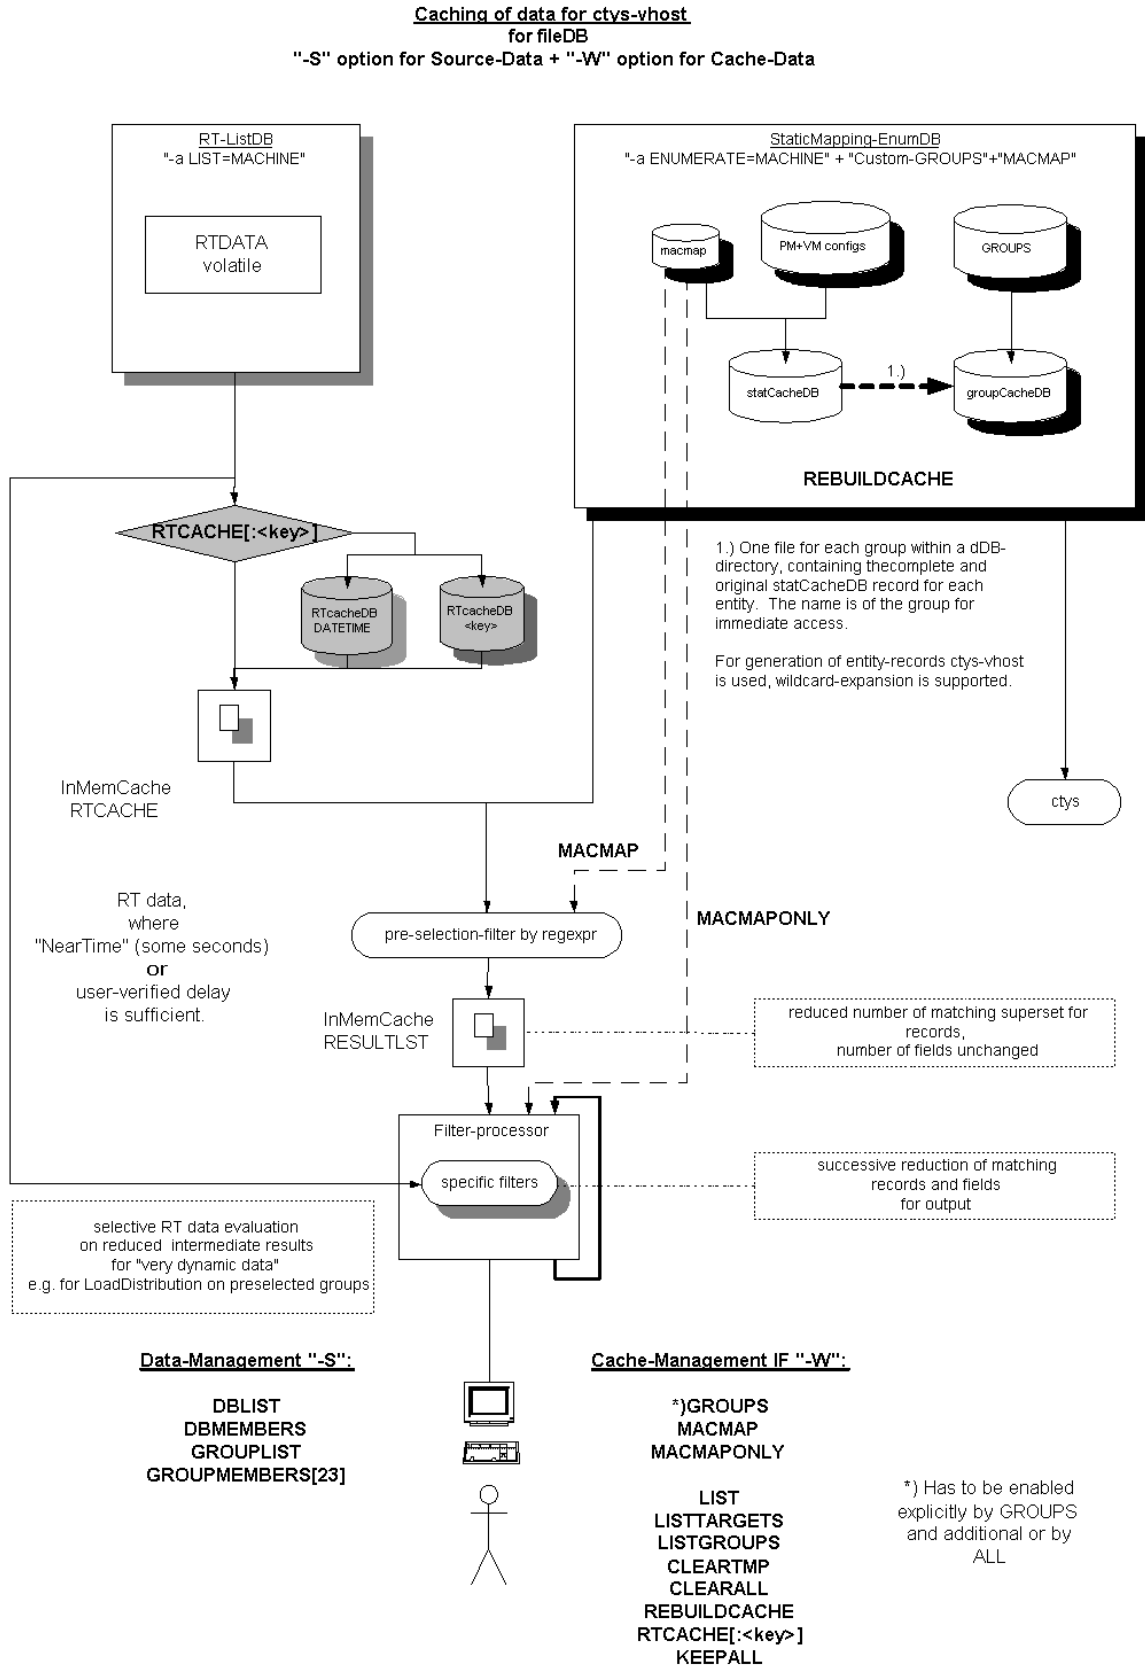 Caching of data for ctys-vhost
for fileDB
"-S" option for Source-Data + "-W" option for Cache-Data
RT-ListDB
"-a LIST=MACHINE"
RTDATA
volatile
StaticMapping-EnumDB
"-a ENUMERATE=MACHINE" + "Custom-GROUPS"+"MACMAP"
macmap
PM+VM configs
GROUPS
1.)
statCacheDB
groupCacheDB
REBUILDCACHE
RTCACHE[:<key>]
RTcacheDB
DATETIME
RTcacheDB
<key>
1.) One file for each group within a dDB-
directory, containing thecomplete and
original statCacheDB record for each
entity.  The name is of the group for
immediate access.
For generation of entity-records ctys-vhost
is used, wildcard-expansion is supported.
InMemCache
RTCACHE
ctys
MACMAP
MACMAPONLY
RT data,
where
"NearTime" (some seconds)
or
user-verified delay
is sufficient.
pre-selection-filter by regexpr
InMemCache
RESULTLST
reduced number of matching superset for
records,
number of fields unchanged
Filter-processor
specific filters
successive reduction of matching
records and fields
for output
selective RT data evaluation
on reduced  intermediate results
for "very dynamic data"
e.g. for LoadDistribution on preselected groups
Data-Management "-S":
DBLIST
DBMEMBERS
GROUPLIST
GROUPMEMBERS[23]
Cache-Management IF "-W":
*)GROUPS
MACMAP
MACMAPONLY
LIST
LISTTARGETS
LISTGROUPS
CLEARTMP
CLEARALL
REBUILDCACHE
RTCACHE[:<key>]
KEEPALL
*) Has to be enabled
explicitly by GROUPS
and additional or by
ALL